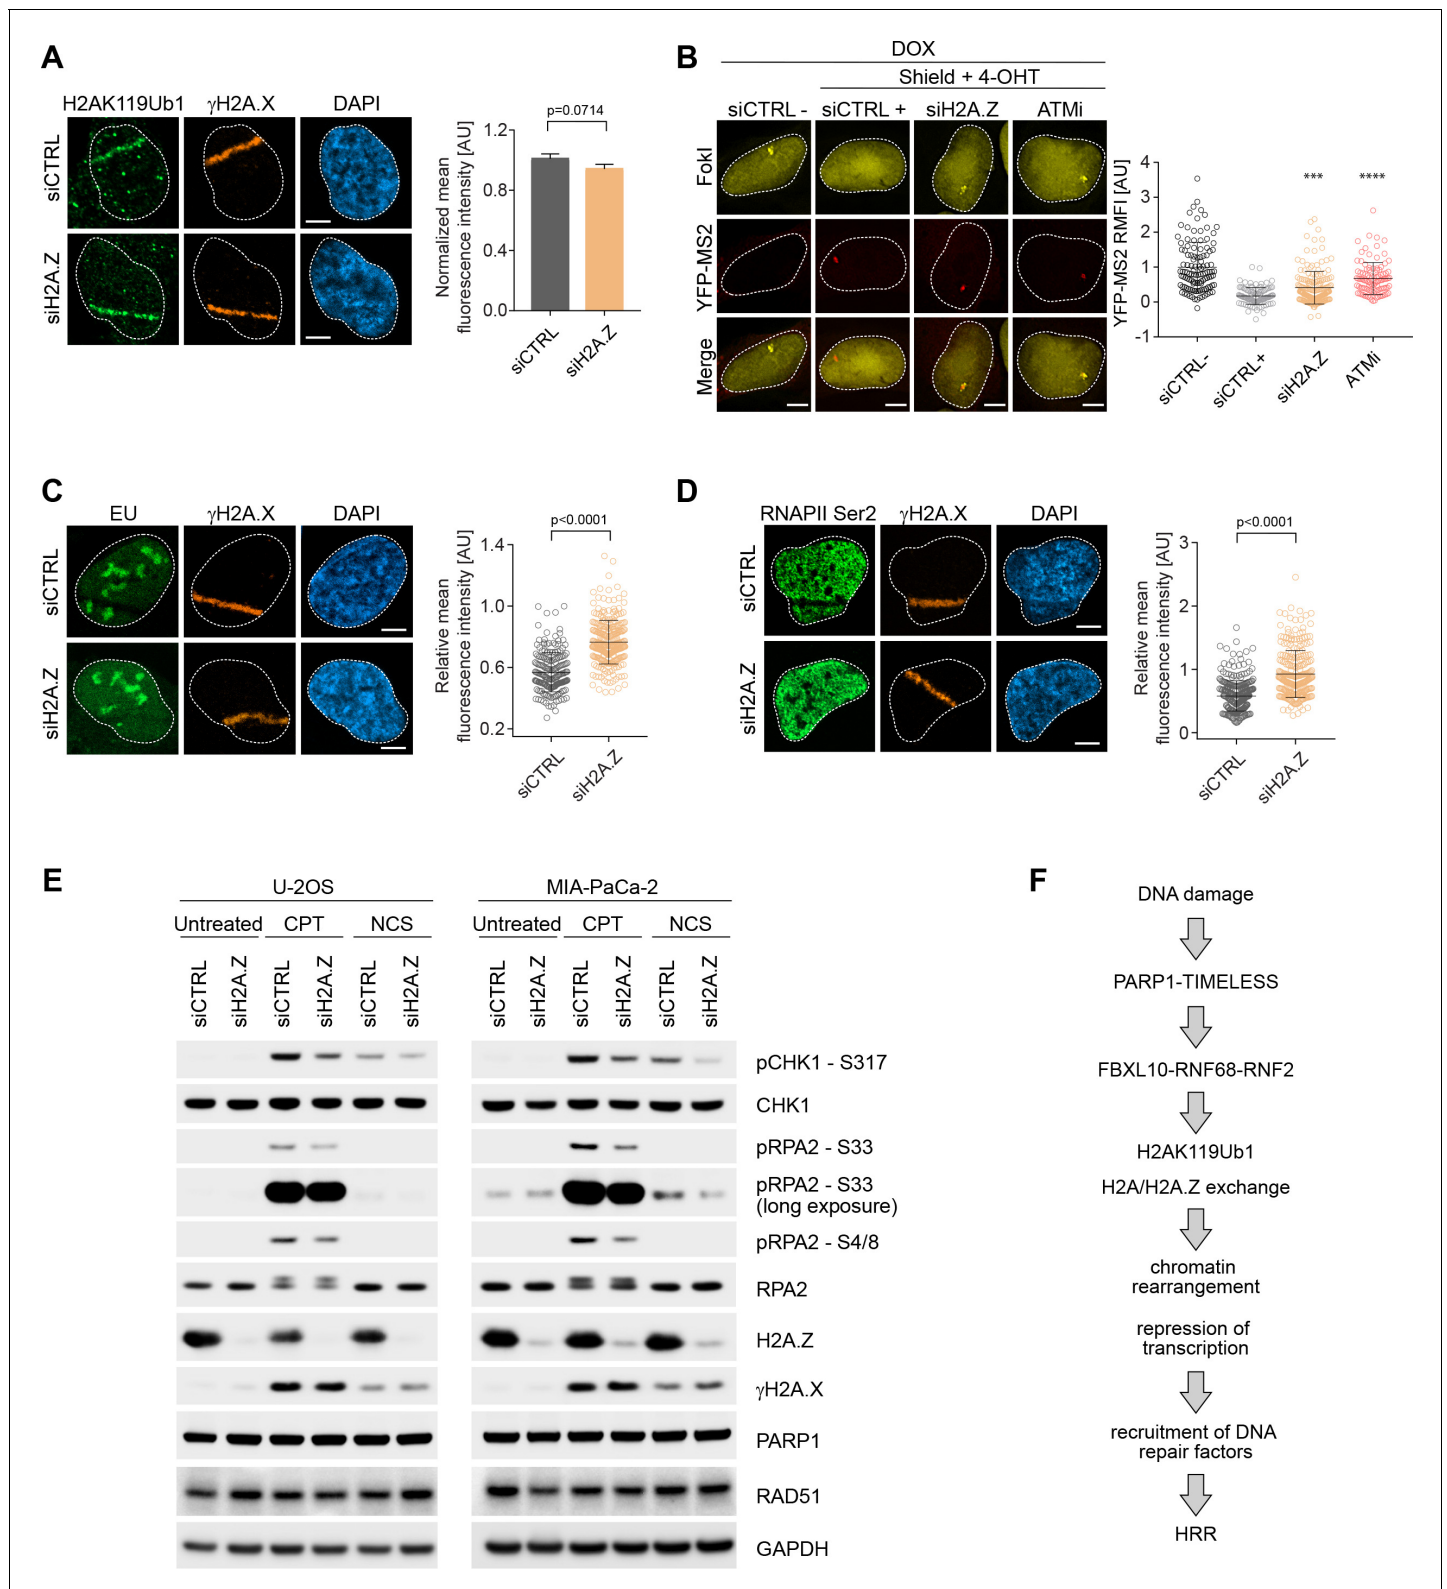 A
H2AK119Ub1
γH2A.X
DAPI
siCTRL
siH2A.Z
Normalized mean
fluorescence intensity [AU]
p=0.0714
1.2
0.8
0.4
0.0
siCTRL
siH2A.Z
B
DOX
Shield + 4-OHT
siCTRL -
siCTRL +
siH2A.Z
ATMi
FokI
YFP-MS2
Merge
YFP-MS2 RMFI [AU]
4
3
2
1
0
-1
***
****
siCTRL-
siCTRL+
siH2A.Z
ATMi
C
EU
γH2A.X
DAPI
siCTRL
siH2A.Z
Relative mean
fluorescence intensity [AU]
p<0.0001
1.4
1.0
0.6
0.2
siCTRL
siH2A.Z
D
RNAPII Ser2
γH2A.X
DAPI
siCTRL
siH2A.Z
Relative mean
fluorescence intensity [AU]
p<0.0001
3
2
1
0
siCTRL
siH2A.Z
E
U-2OS
MIA-PaCa-2
Untreated
CPT
NCS
Untreated
CPT
NCS
siCTRL
siH2A.Z
siCTRL
siH2A.Z
siCTRL
siH2A.Z
siCTRL
siH2A.Z
siCTRL
siH2A.Z
siCTRL
siH2A.Z
pCHK1 - S317
CHK1
pRPA2 - S33
pRPA2 - S33
(long exposure)
pRPA2 - S4/8
RPA2
H2A.Z
γH2A.X
PARP1
RAD51
GAPDH
F
DNA damage
PARP1-TIMELESS
FBXL10-RNF68-RNF2
H2AK119Ub1
H2A/H2A.Z exchange
chromatin
rearrangement
repression of
transcription
recruitment of DNA
repair factors
HRR